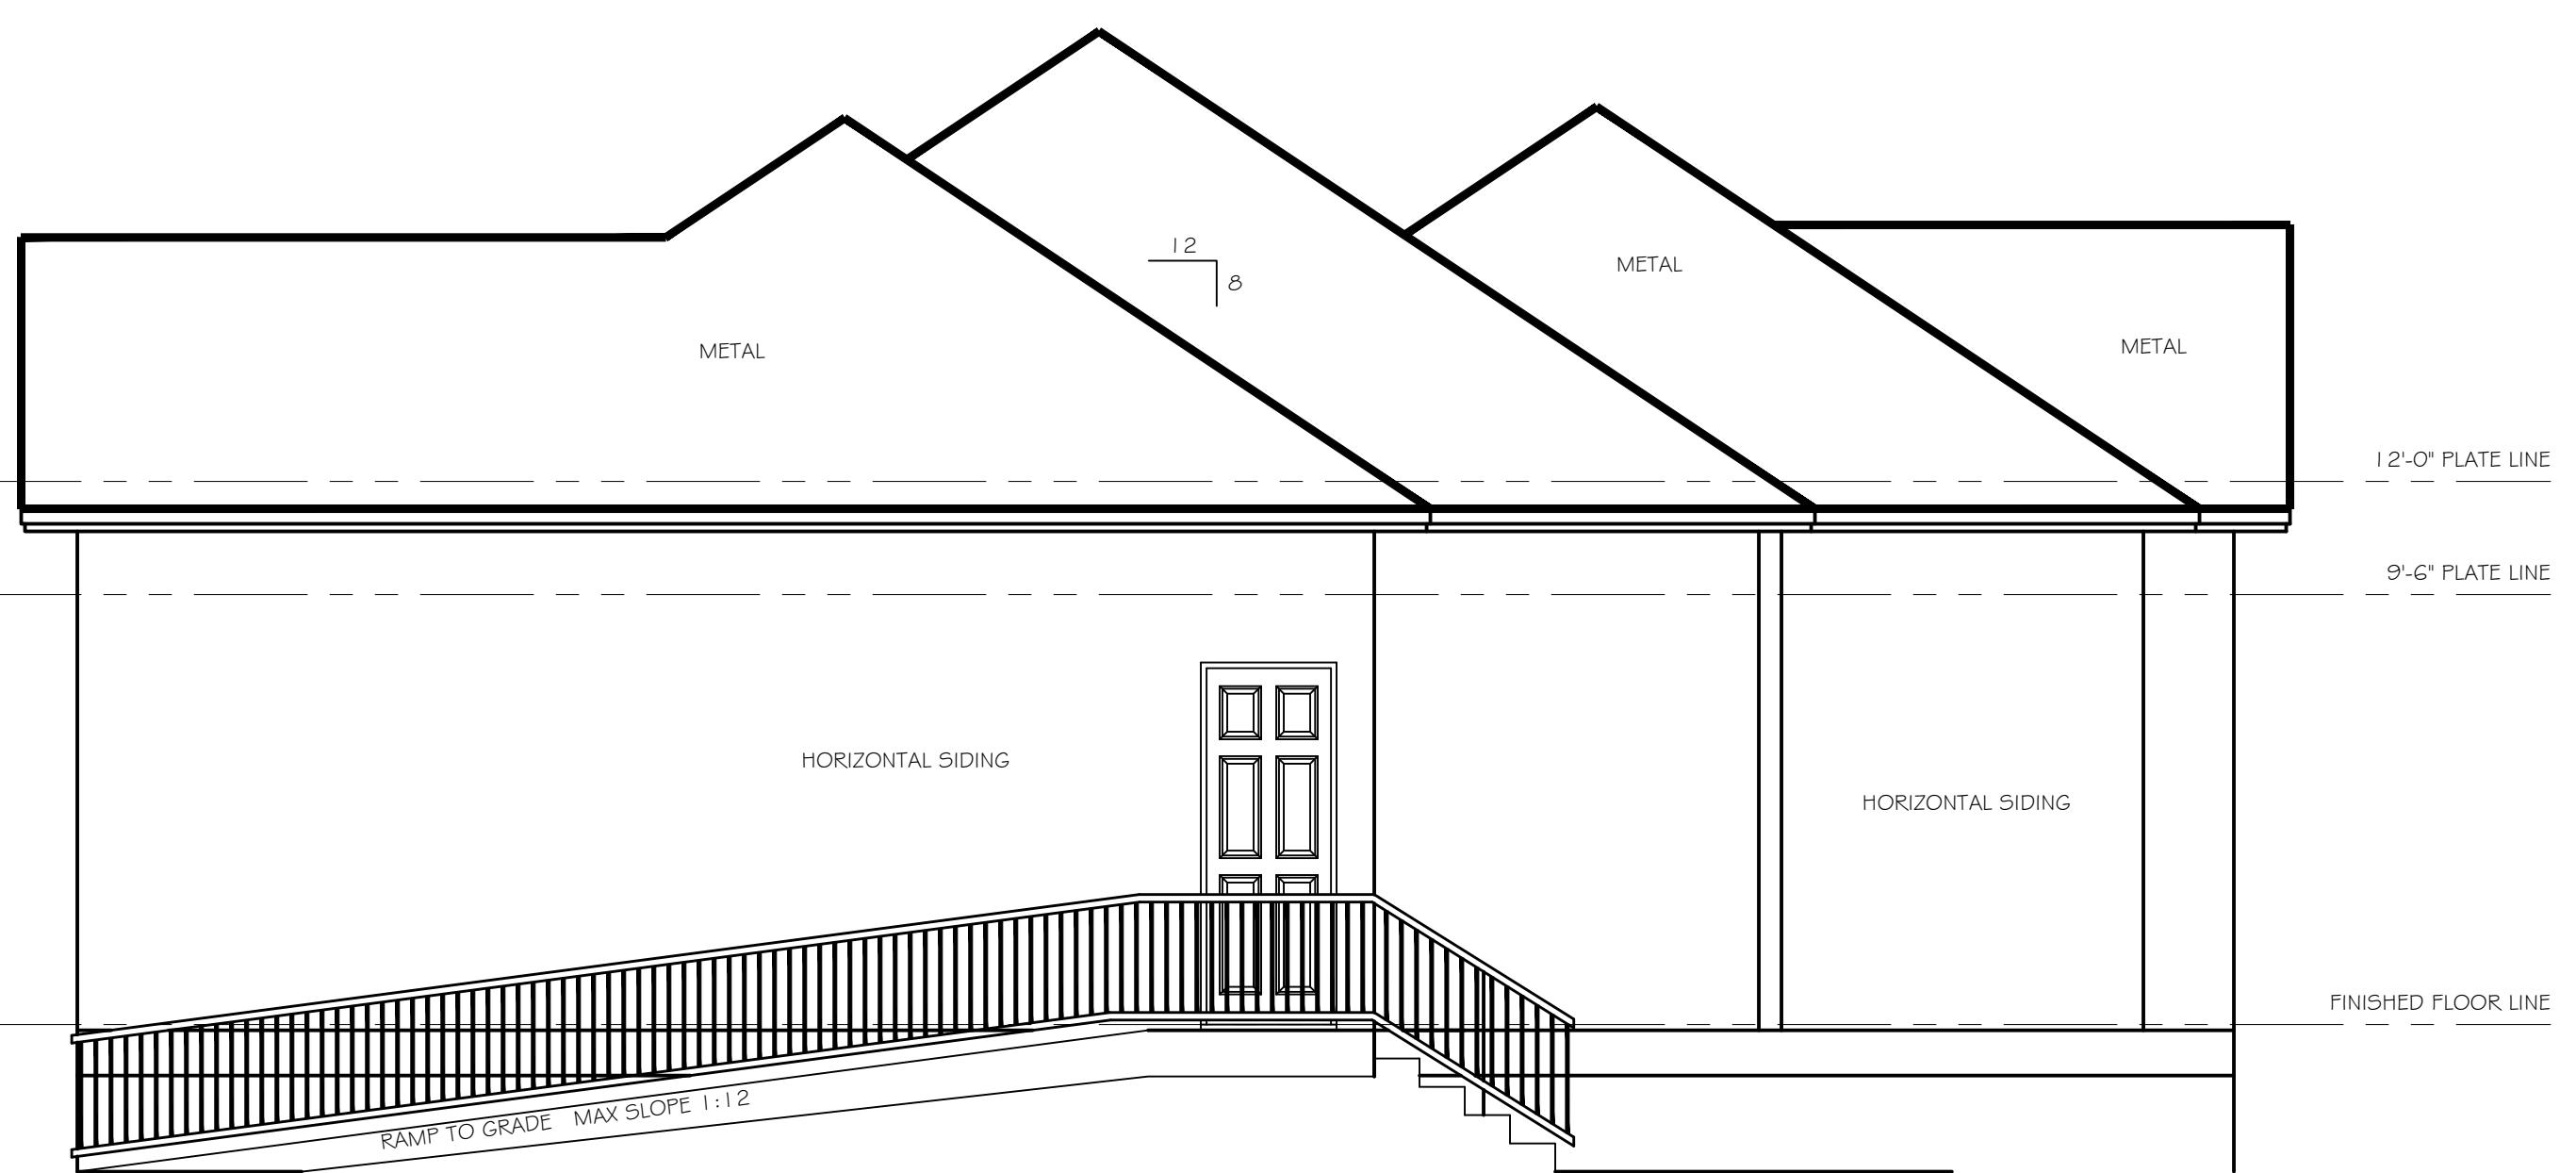 12
8
METAL
METAL
METAL
12'-0" PLATE LINE
9'-6" PLATE LINE
HORIZONTAL SIDING
HORIZONTAL SIDING
FINISHED FLOOR LINE
RAMP TO GRADE MAX SLOPE 1:12